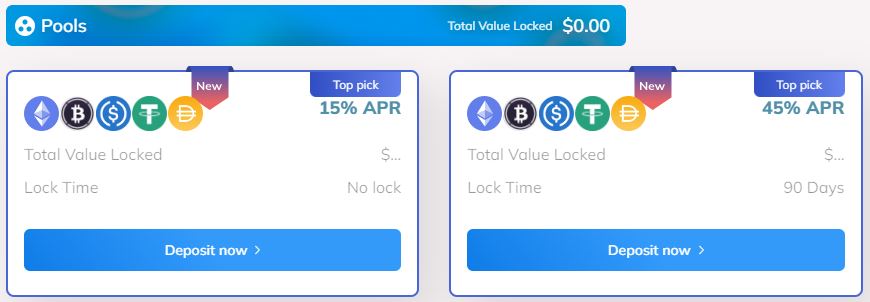 Pools
Total Value Locked $0.00
New
Top pick
15% APR
Total Value Locked $...
Lock Time No lock
Deposit now
New
Top pick
45% APR
Total Value Locked $...
Lock Time 90 Days
Deposit now